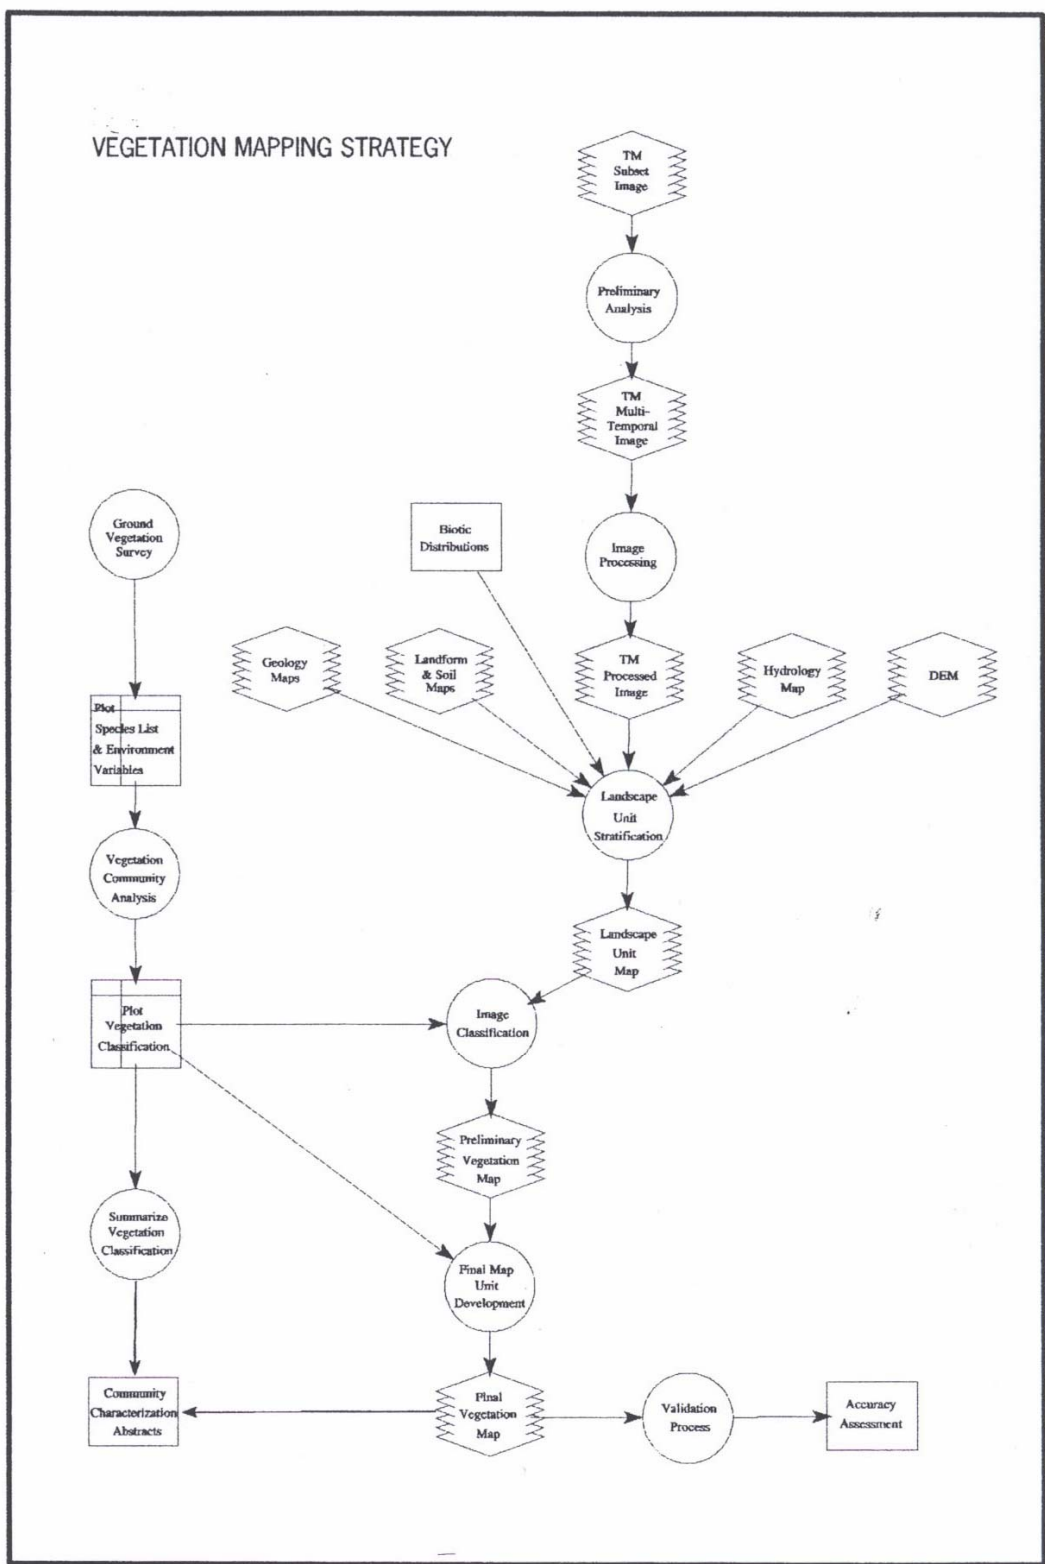 VEGETATION MAPPING STRATEGY
TM
Subset
Image
Preliminary
Analysis
TM
Multi-
Temporal
Image
Ground
Vegetation
Survey
Biotic
Distributions
Image
Processing
Geology
Maps
Landform
& Soil
Maps
TM
Processed
Image
Hydrology
Map
DEM
Plot
Species List
& Environment
Variables
Landscape
Unit
Stratification
Vegetation
Community
Analysis
Landscape
Unit
Map
Plot
Vegetation
Classification
Image
Classification
Preliminary
Vegetation
Map
Summarize
Vegetation
Classification
Final Map
Unit
Development
Community
Characterization
Abstracts
Final
Vegetation
Map
Validation
Process
Accuracy
Assessment